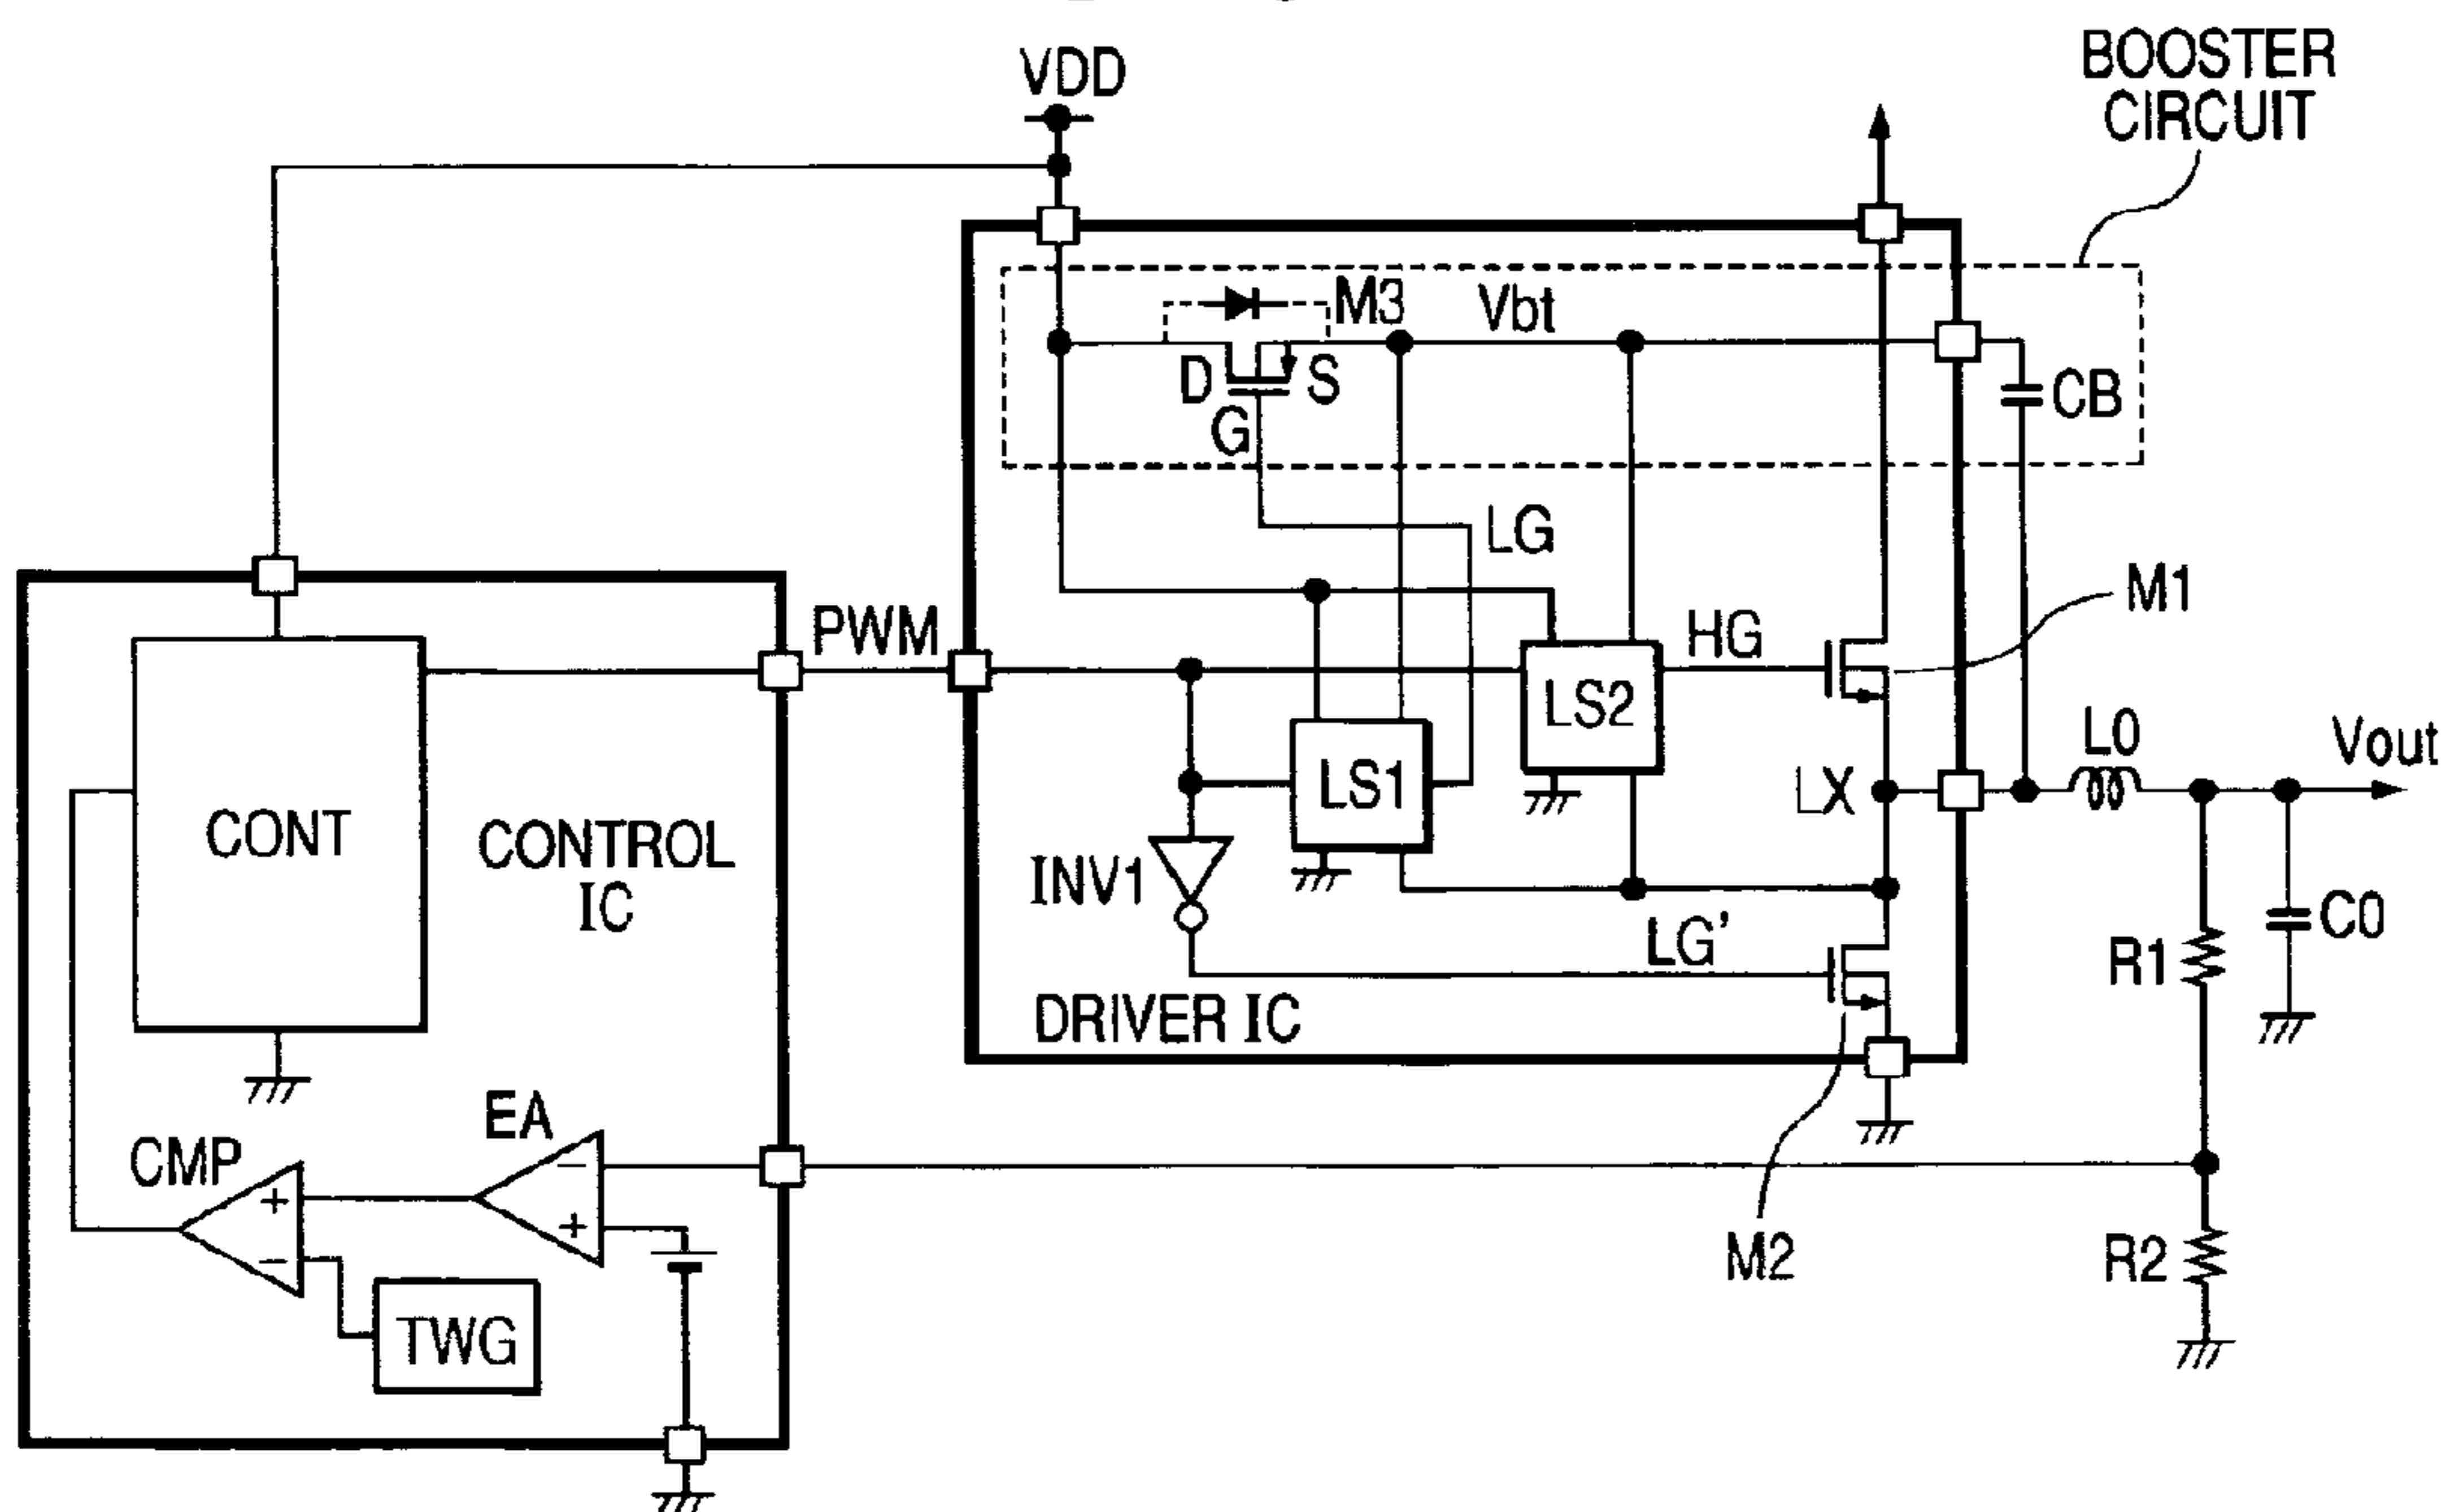 VDD
BOOSTER
CIRCUIT
M3
Vbt
D
S
G
CB
LG
M1
PWM
HG
LS2
LS1
LX
L0
Vout
CONT
CONTROL
IC
INV1
LG'
C0
R1
DRIVER IC
EA
CMP
−
+
+
−
M2
R2
TWG